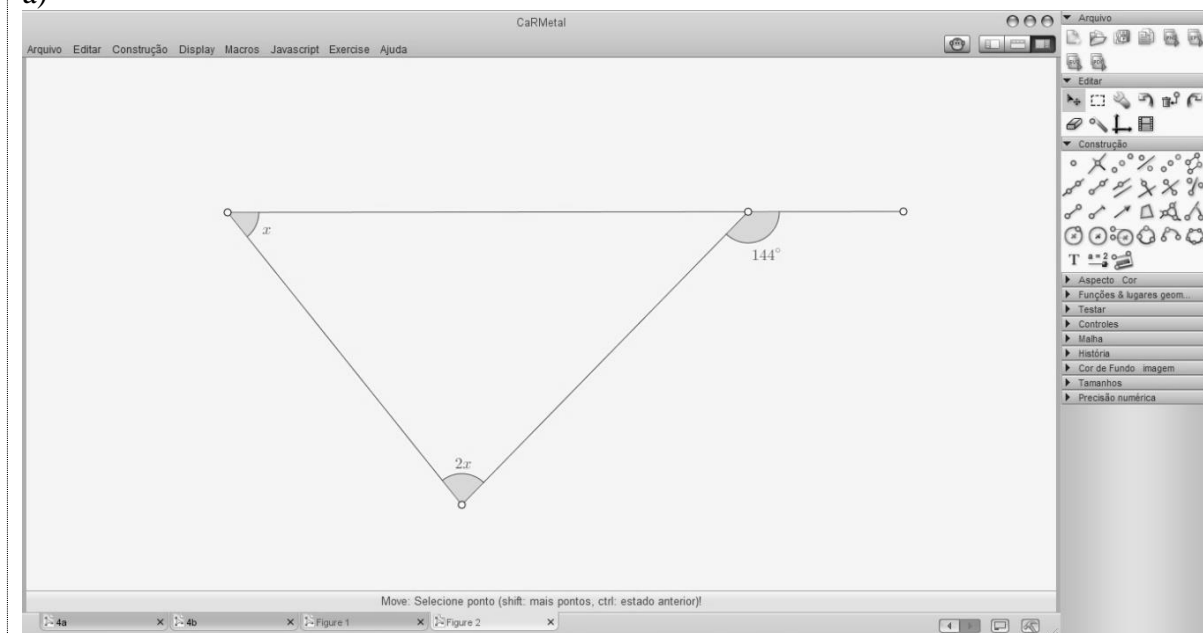 a)
CaRMetal
Arquivo Editar Construção Display Macros Javascript Exercise Ajuda
x
144°
2x
Move: Selecione ponto (shift: mais pontos, ctrl: estado anterior)!
4a
4b
Figure 1
Figure 2
Arquivo
Editar
Construção
T a=2
Aspecto Cor
Funções & lugares geom...
Testar
Controles
Malha
História
Cor de Fundo imagem
Tamanhos
Precisão numérica